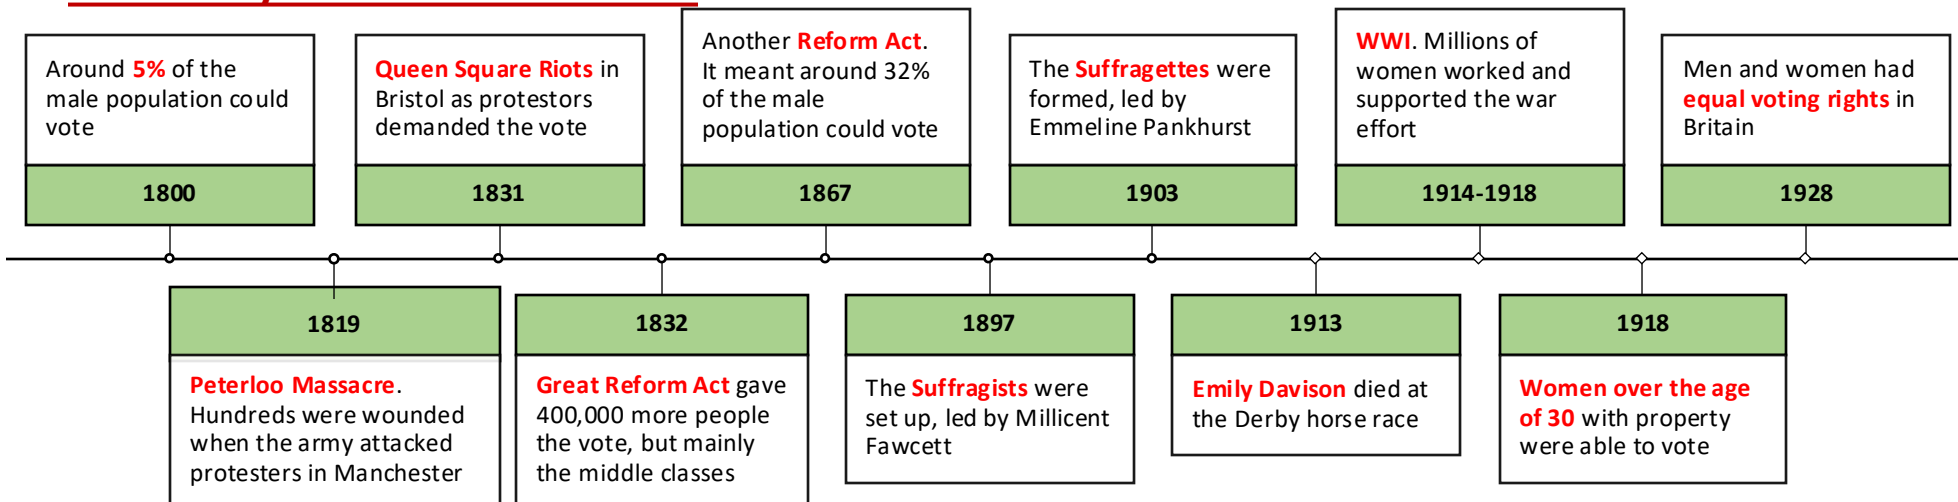 Around 5% of the
male population could
vote
1800
Queen Square Riots in
Bristol as protestors
demanded the vote
1831
Another Reform Act.
It meant around 32%
of the male
population could vote
1867
The Suffragettes were
formed, led by
Emmeline Pankhurst
1903
WWI. Millions of
women worked and
supported the war
effort
1914-1918
Men and women had
equal voting rights in
Britain
1928
1819
Peterloo Massacre.
Hundreds were wounded
when the army attacked
protesters in Manchester
1832
Great Reform Act gave
400,000 more people
the vote, but mainly
the middle classes
1897
The Suffragists were
set up, led by Millicent
Fawcett
1913
Emily Davison died at
the Derby horse race
1918
Women over the age
of 30 with property
were able to vote